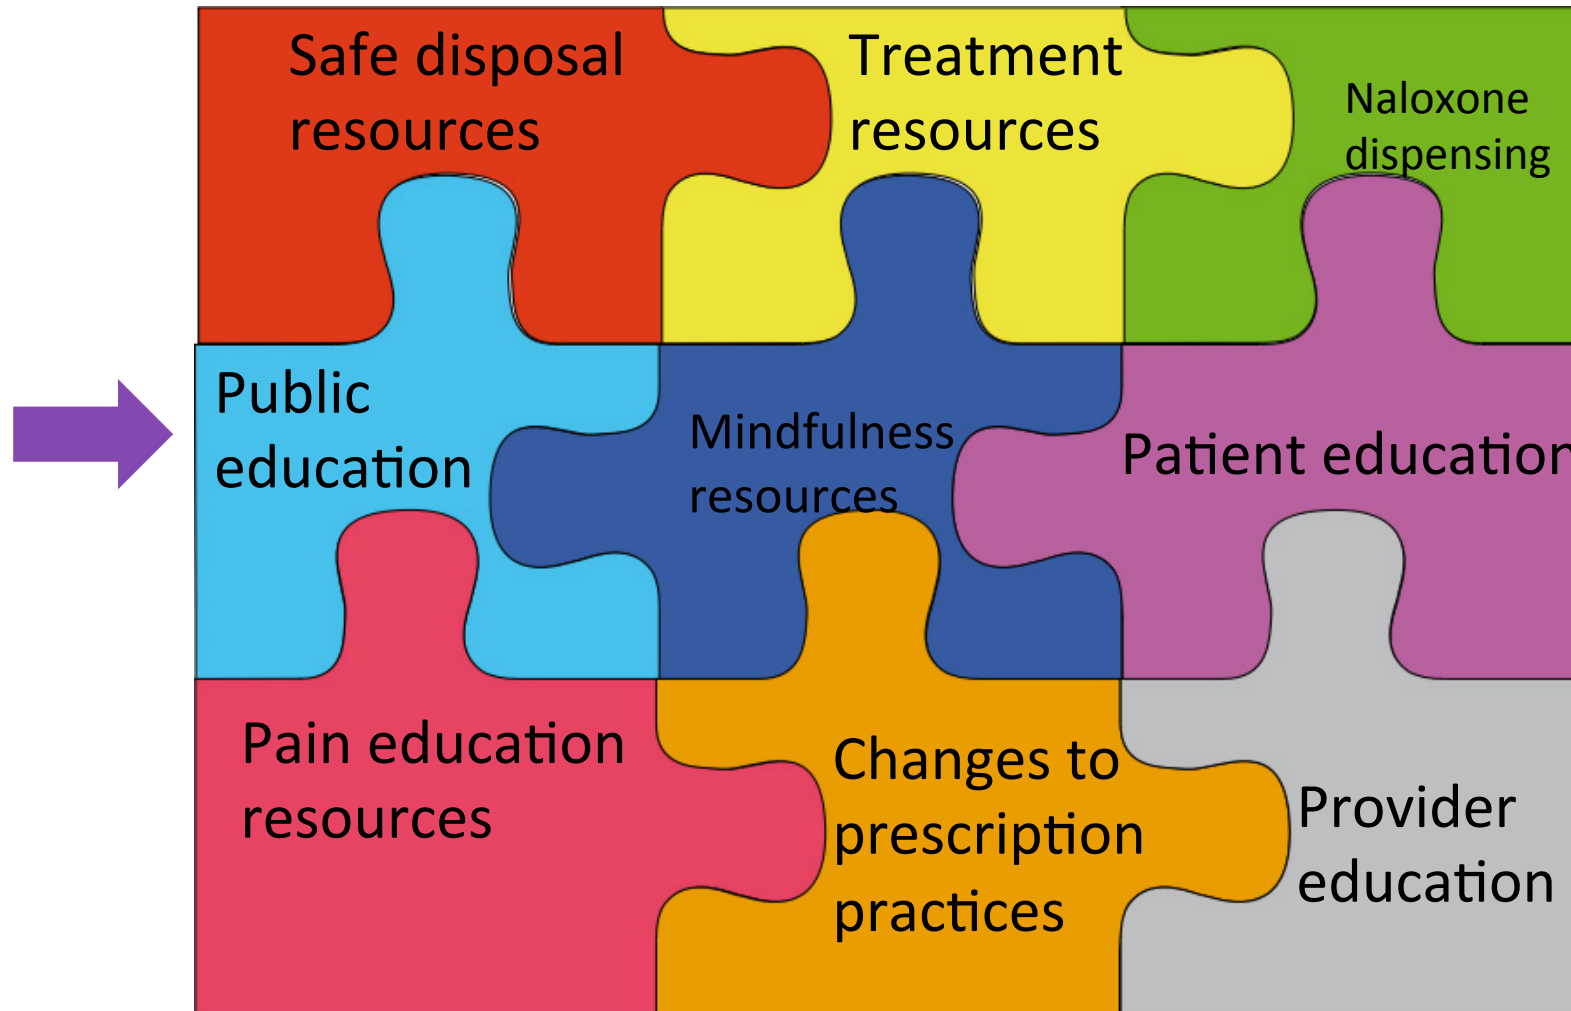 Safe disposal
resources
Treatment
resources
Naloxone
dispensing
Public
education
Mindfulness
resources
Patient education
Pain education
resources
Changes to
prescription
practices
Provider
education